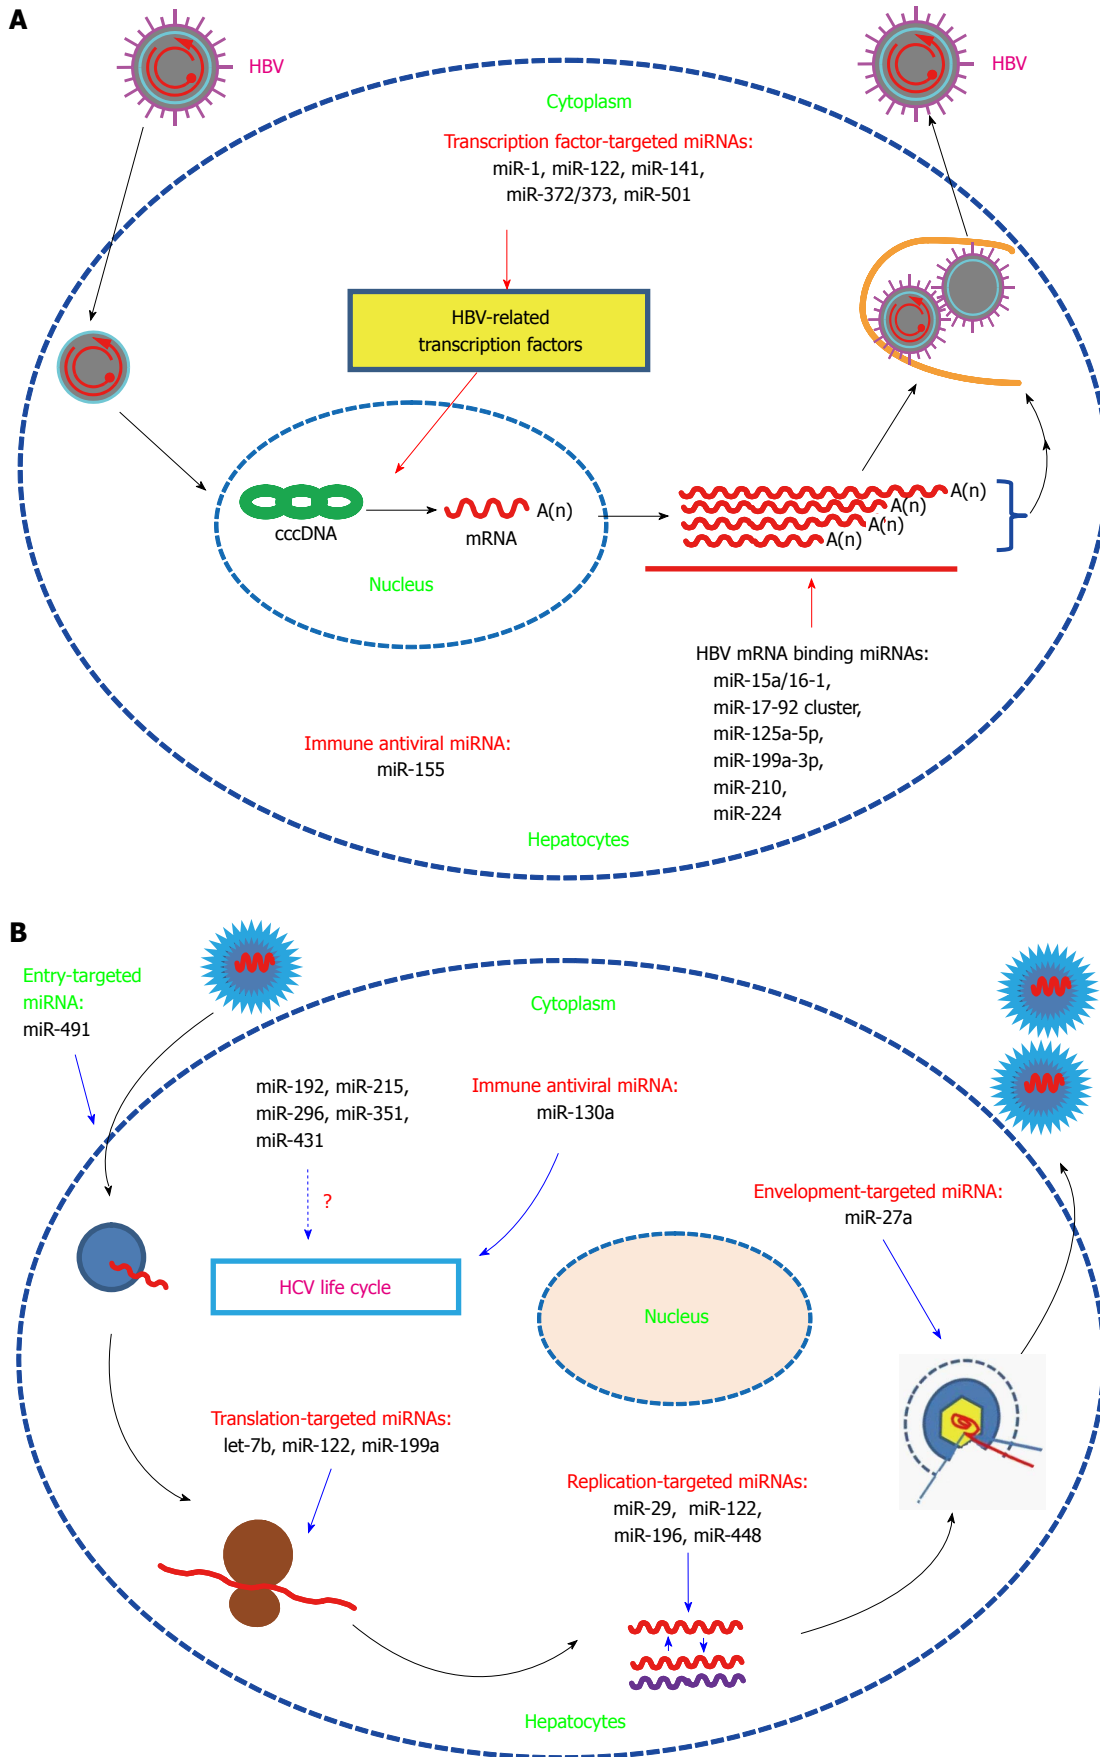 A
HBV
HBV
Cytoplasm
Transcription factor-targeted miRNAs:
miR-1, miR-122, miR-141,
miR-372/373, miR-501
HBV-related
transcription factors
cccDNA
mRNA
A(n)
Nucleus
A(n)
A(n)
A(n)
A(n)
HBV mRNA binding miRNAs:
miR-15a/16-1,
miR-17-92 cluster,
miR-125a-5p,
miR-199a-3p,
miR-210,
miR-224
Immune antiviral miRNA:
miR-155
Hepatocytes
B
Entry-targeted
miRNA:
miR-491
Cytoplasm
miR-192, miR-215,
miR-296, miR-351,
miR-431
?
Immune antiviral miRNA:
miR-130a
HCV life cycle
Envelopment-targeted miRNA:
miR-27a
Nucleus
Translation-targeted miRNAs:
let-7b, miR-122, miR-199a
Replication-targeted miRNAs:
miR-29,  miR-122,
miR-196, miR-448
Hepatocytes